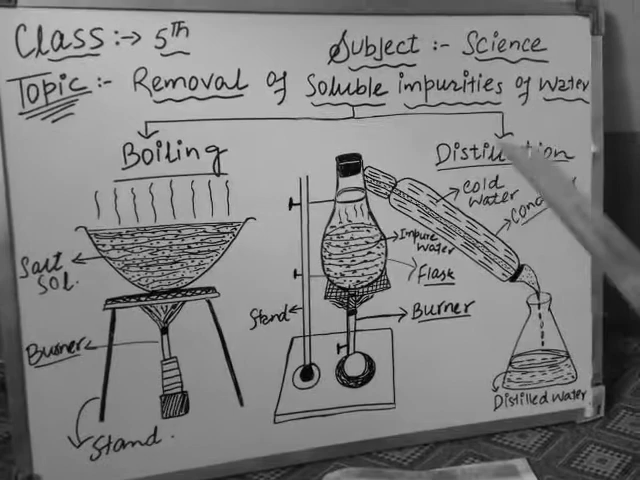 Class:→ 5th
Subject :- Science
Topic:- Removal of Soluble impurities of water
Boiling
Salt
Sol.
Burner
Stand.
Impure
water
Flask
Stand
Burner
cold
water
Distilled water